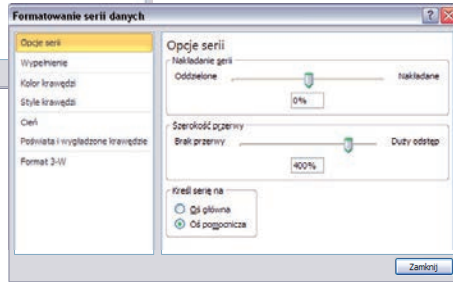 Formatowanie serii danych
Opcje serii
Wypełnienie
Kolor krawędzi
Style krawędzi
Cień
Poświata i wygładzone krawędzie
Format 3-W
Opcje serii
Nakładanie serii
Oddzielone Nakładane
0%
Szerokość przerwy
Brak przerwy Duży odstęp
400%
Kreśl serię na
Oś główna
Oś pomocnicza
Zamknij